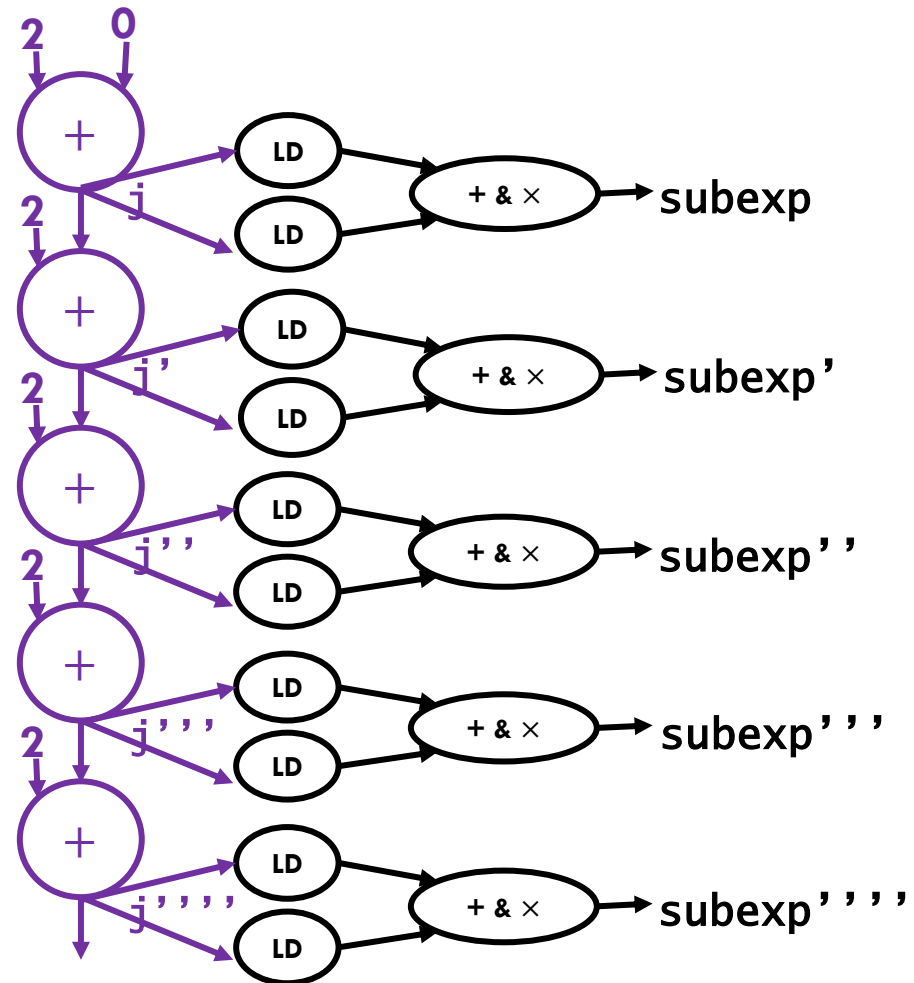 2 0
+
LD
j
LD
+ & ×
subexp
2
+
LD
j’
LD
+ & ×
subexp’
2
+
LD
j’’
LD
+ & ×
subexp’’
2
+
LD
j’’’
LD
+ & ×
subexp’’’
2
+
LD
j’’’’
LD
+ & ×
subexp’’’’